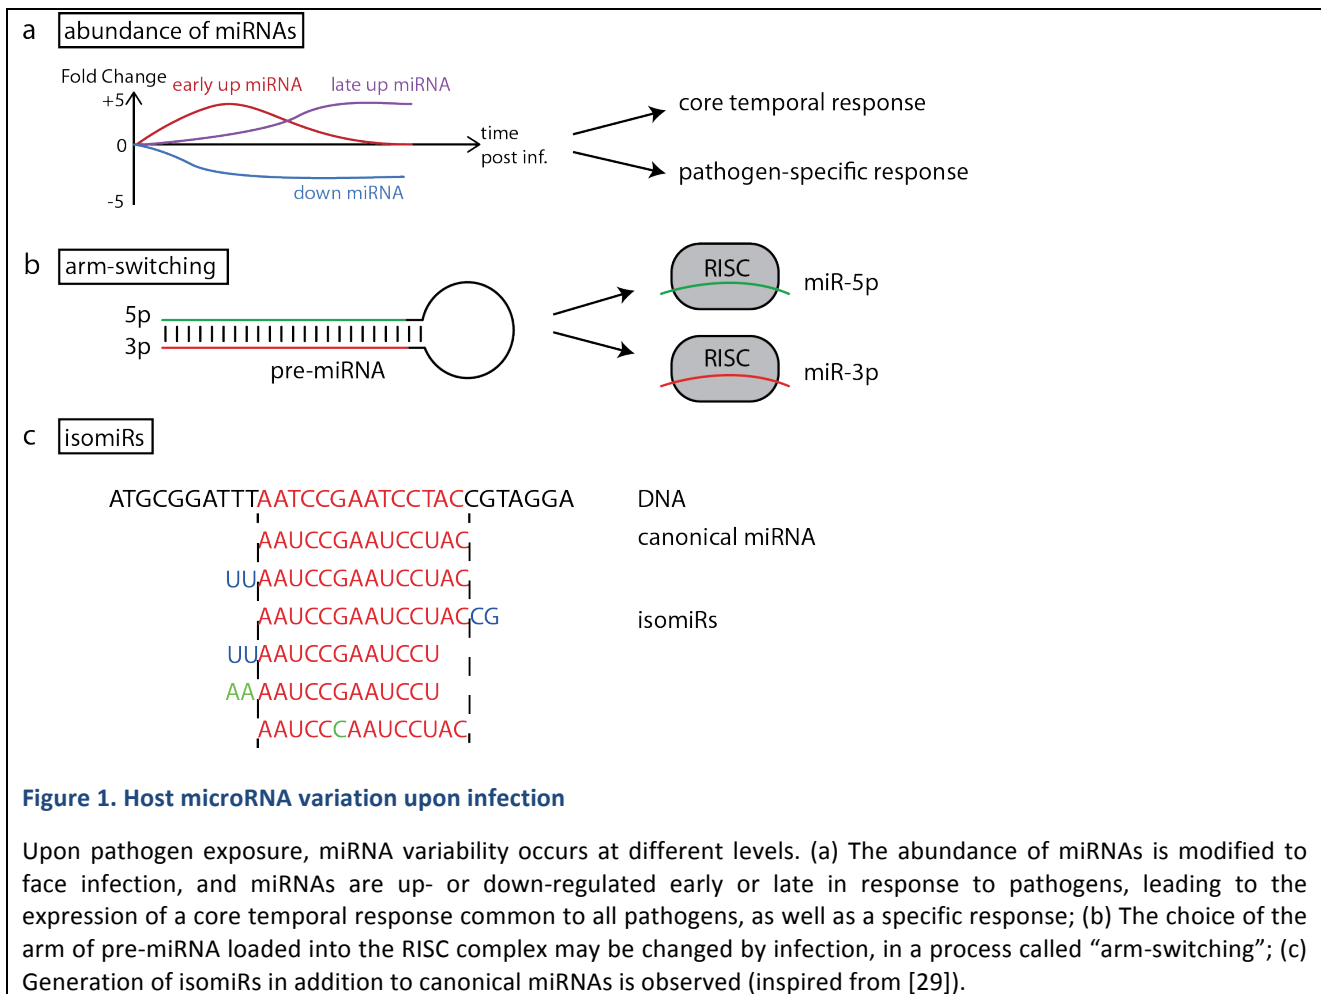 a abundance of miRNAs
Fold Change
early up miRNA late up miRNA
+5
0
-5
time
post inf.
down miRNA
core temporal response
pathogen-specific response
b arm-switching
5p
3p
pre-miRNA
RISC
miR-5p
RISC
miR-3p
c isomiRs
ATGCGGATTTAATCCGAATCCTACCGTAGGA DNA
AAUCCGAAUCCUAC canonical miRNA
UUAAUCCGAAUCCUAC
AAUCCGAAUCCUACCG isomiRs
UUAAUCCGAAUCCU
AAAAUCCGAAUCCU
AAUCCCAAUCCUAC
Figure 1. Host microRNA variation upon infection
Upon pathogen exposure, miRNA variability occurs at different levels. (a) The abundance of miRNAs is modified to
face infection, and miRNAs are up- or down-regulated early or late in response to pathogens, leading to the
expression of a core temporal response common to all pathogens, as well as a specific response; (b) The choice of the
arm of pre-miRNA loaded into the RISC complex may be changed by infection, in a process called “arm-switching”; (c)
Generation of isomiRs in addition to canonical miRNAs is observed (inspired from [29]).